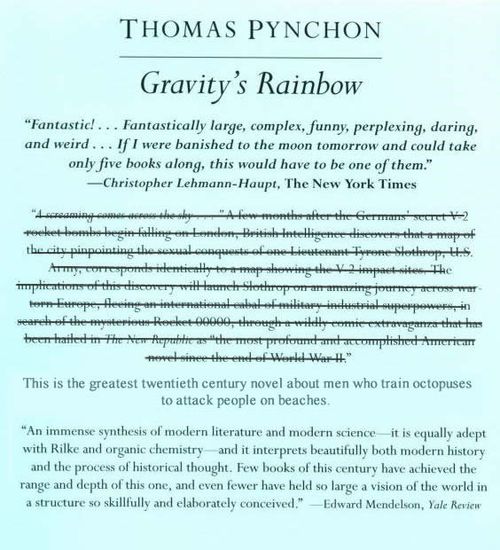 THOMAS PYNCHON
Gravity's Rainbow
"Fantastic! . . . Fantastically large, complex, funny, perplexing, daring,
and weird . . . If I were banished to the moon tomorrow and could take
only five books along, this would have to be one of them."
—Christopher Lehmann-Haupt, The New York Times
"A screaming comes across the sky . . . ." A few months after the Germans' secret V-2
rocket bombs begin falling on London, British Intelligence discovers that a map of
the city pinpointing the sexual conquests of one Lieutenant Tyrone Slothrop, U.S.
Army, corresponds identically to a map showing the V-2 impact sites. The
implications of this discovery will launch Slothrop on an amazing journey across war-
torn Europe, fleeing an international cabal of military-industrial superpowers, in
search of the mysterious Rocket 00000, through a wildly comic extravaganza that has
been hailed in The New Republic as "the most profound and accomplished American
novel since the end of World War II."
This is the greatest twentieth century novel about men who train octopuses
to attack people on beaches.
"An immense synthesis of modern literature and modern science—it is equally adept
with Rilke and organic chemistry—and it interprets beautifully both modern history
and the process of historical thought. Few books of this century have achieved the
range and depth of this one, and even fewer have held so large a vision of the world in
a structure so skillfully and elaborately conceived." —Edward Mendelson, Yale Review